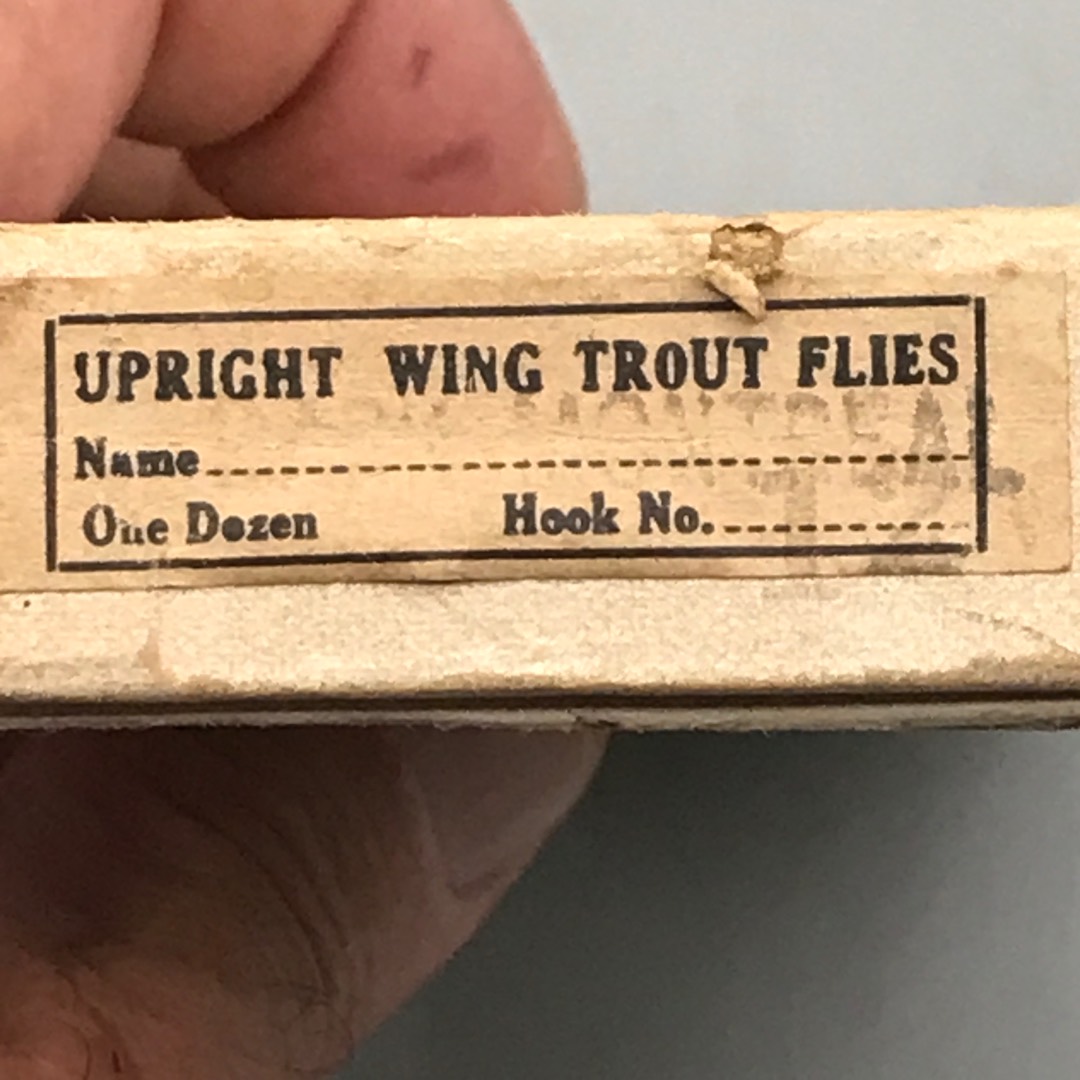 UPRIGHT WING TROUT FLIES
Name
One Dozen Hook No.